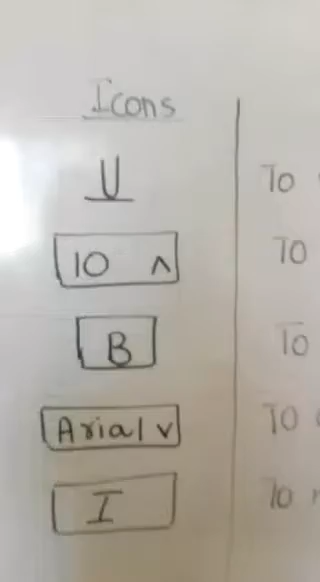 Icons
U To
10 ^ To
B To
Arial v To
I To